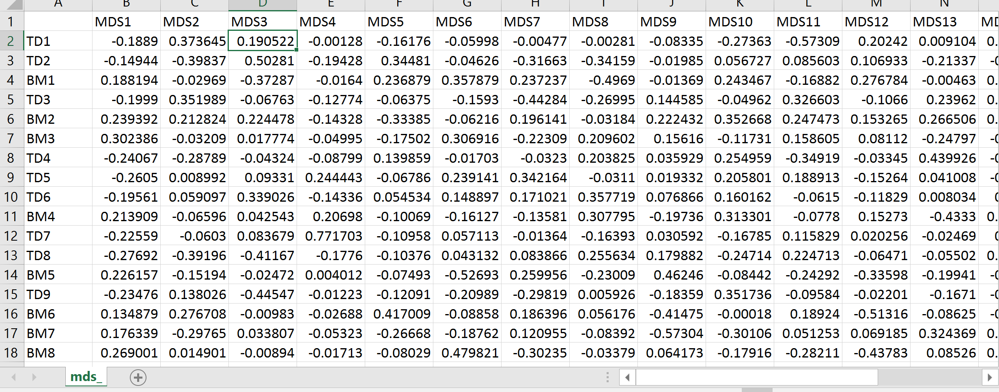 A B C D E F G H I J K L M N
1 MDS1 MDS2 MDS3 MDS4 MDS5 MDS6 MDS7 MDS8 MDS9 MDS10 MDS11 MDS12 MDS13
2 TD1 -0.1889 0.373645 0.190522 -0.00128 -0.16176 -0.05998 -0.00477 -0.00281 -0.08335 -0.27363 -0.57309 0.20242 0.009104 0.
3 TD2 -0.14944 -0.39837 0.50281 -0.19428 0.34481 -0.04626 -0.31663 -0.34159 -0.01985 0.056727 0.085603 0.106933 -0.21337
4 BM1 0.188194 -0.02969 -0.37287 -0.0164 0.236879 0.357879 0.237237 -0.4969 -0.01369 0.243467 -0.16882 0.276784 -0.00463 0.
5 TD3 -0.1999 0.351989 -0.06763 -0.12774 -0.06375 -0.1593 -0.44284 -0.26995 0.144585 -0.04962 0.326603 -0.1066 0.23962 0.
6 BM2 0.239392 0.212824 0.224478 -0.14328 -0.33385 -0.06216 0.196141 -0.03184 0.222432 0.352668 0.247473 0.153265 0.266506 0.
7 BM3 0.302386 -0.03209 0.017774 -0.04995 -0.17502 0.306916 -0.22309 0.209602 0.15616 -0.11731 0.158605 0.08112 -0.24797
8 TD4 -0.24067 -0.28789 -0.04324 -0.08799 0.139859 -0.01703 -0.0323 0.203825 0.035929 0.254959 -0.34919 -0.03345 0.439926
9 TD5 -0.2605 0.008992 0.09331 0.244443 -0.06786 0.239141 0.342164 -0.0311 0.019332 0.205801 0.188913 -0.15264 0.041008
10 TD6 -0.19561 0.059097 0.339026 -0.14336 0.054534 0.148897 0.171021 0.357719 0.076866 0.160162 -0.0615 -0.11829 0.008034
11 BM4 0.213909 -0.06596 0.042543 0.20698 -0.10069 -0.16127 -0.13581 0.307795 -0.19736 0.313301 -0.0778 0.15273 -0.4333 0.
12 TD7 -0.22559 -0.0603 0.083679 0.771703 -0.10958 0.057113 -0.01364 -0.16393 0.030592 -0.16785 0.115829 0.020256 -0.02469
13 TD8 -0.27692 -0.39196 -0.41167 -0.1776 -0.10376 0.043132 0.083866 0.255634 0.179882 -0.24714 0.224713 -0.06471 -0.05502 0.
14 BM5 0.226157 -0.15194 -0.02472 0.004012 -0.07493 -0.52693 0.259956 -0.23009 0.46246 -0.08442 -0.24292 -0.33598 -0.19941
15 TD9 -0.23476 0.138026 -0.44547 -0.01223 -0.12091 -0.20989 -0.29819 0.005926 -0.18359 0.351736 -0.09584 -0.02201 -0.1671
16 BM6 0.134879 0.276708 -0.00983 -0.02688 0.417009 -0.08858 0.186396 0.056176 -0.41475 -0.00018 0.18924 -0.51316 -0.08625
17 BM7 0.176339 -0.29765 0.033807 -0.05323 -0.26668 -0.18762 0.120955 -0.08392 -0.57304 -0.30106 0.051253 0.069185 0.324369 0.
18 BM8 0.269001 0.014901 -0.00894 -0.01713 -0.08029 0.479821 -0.30235 -0.03379 0.064173 -0.17916 -0.28211 -0.43783 0.08526 0.
mds_